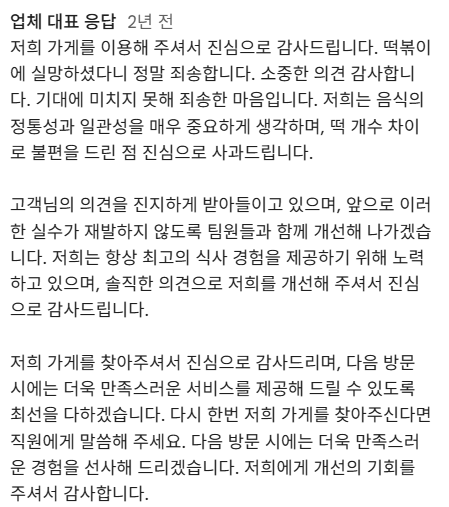 업체 대표 응답 2년 전
저희 가게를 이용해 주셔서 진심으로 감사드립니다. 떡볶이
에 실망하셨다니 정말 죄송합니다. 소중한 의견 감사합니
다. 기대에 미치지 못해 죄송한 마음입니다. 저희는 음식의
정통성과 일관성을 매우 중요하게 생각하며, 떡 개수 차이
로 불편을 드린 점 진심으로 사과드립니다.
고객님의 의견을 진지하게 받아들이고 있으며, 앞으로 이러
한 실수가 재발하지 않도록 팀원들과 함께 개선해 나가겠습
니다. 저희는 항상 최고의 식사 경험을 제공하기 위해 노력
하고 있으며, 솔직한 의견으로 저희를 개선해 주셔서 진심
으로 감사드립니다.
저희 가게를 찾아주셔서 진심으로 감사드리며, 다음 방문
시에는 더욱 만족스러운 서비스를 제공해 드릴 수 있도록
최선을 다하겠습니다. 다시 한번 저희 가게를 찾아주신다면
직원에게 말씀해 주세요. 다음 방문 시에는 더욱 만족스러
운 경험을 선사해 드리겠습니다. 저희에게 개선의 기회를
주셔서 감사합니다.